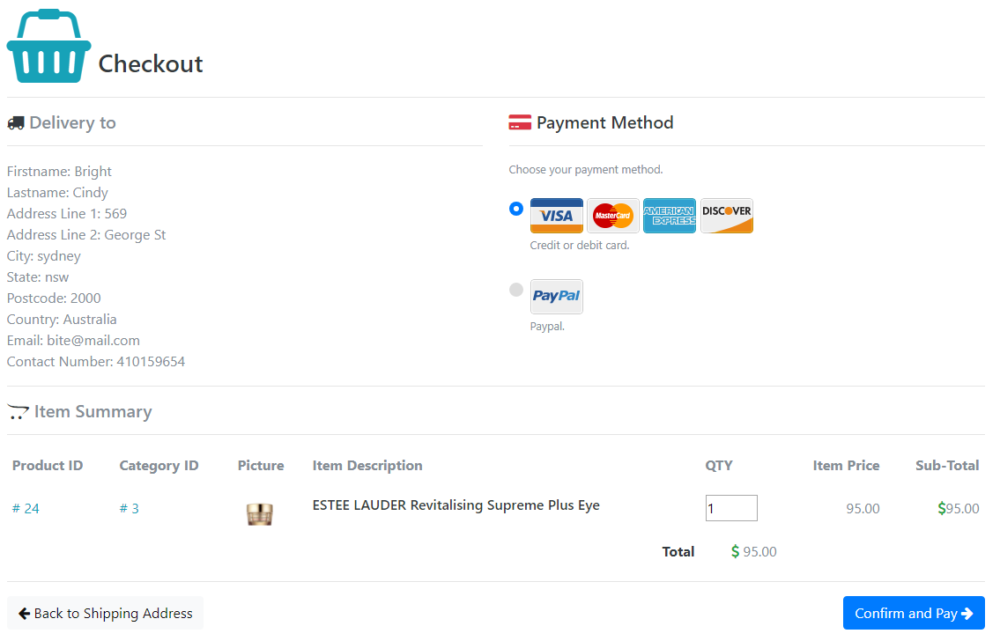 Checkout
Delivery to
Firstname: Bright
Lastname: Cindy
Address Line 1: 569
Address Line 2: George St
City: sydney
State: nsw
Postcode: 2000
Country: Australia
Email: bite@mail.com
Contact Number: 410159654
Payment Method
Choose your payment method.
VISA MasterCard AMERICAN EXPRESS DISCOVER
Credit or debit card.
PayPal
Paypal.
Item Summary
Product ID Category ID Picture Item Description QTY Item Price Sub-Total
# 24 # 3 ESTEE LAUDER Revitalising Supreme Plus Eye 1 95.00 $95.00
Total $ 95.00
Back to Shipping Address Confirm and Pay